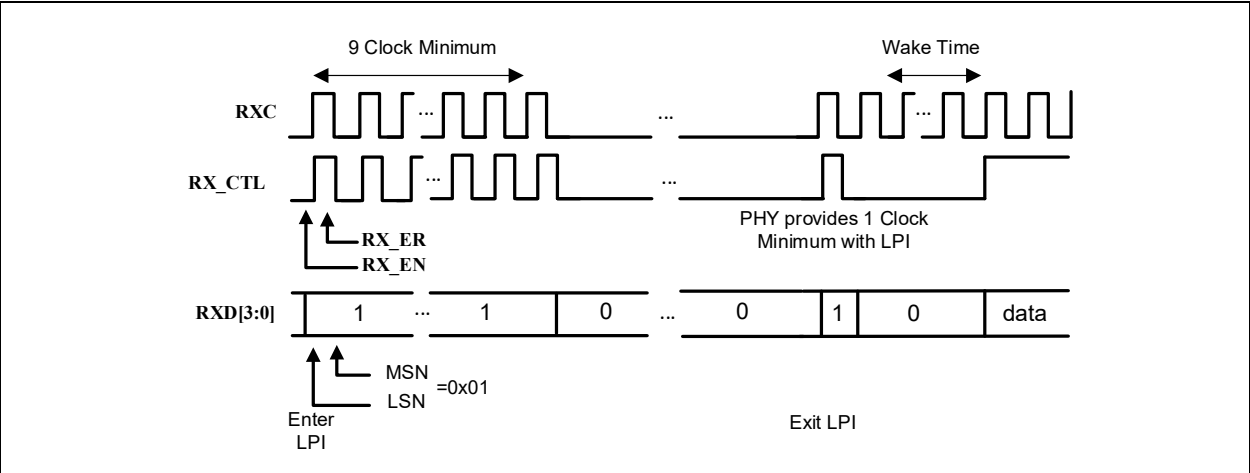 9 Clock Minimum
Wake Time
RXC
...
...
...
RX_CTL
...
...
PHY provides 1 Clock
Minimum with LPI
RX_ER
RX_EN
RXD[3:0]
1 ... 1 0 ... 0 1 0 data
MSN
=0x01
LSN
Enter
LPI
Exit LPI